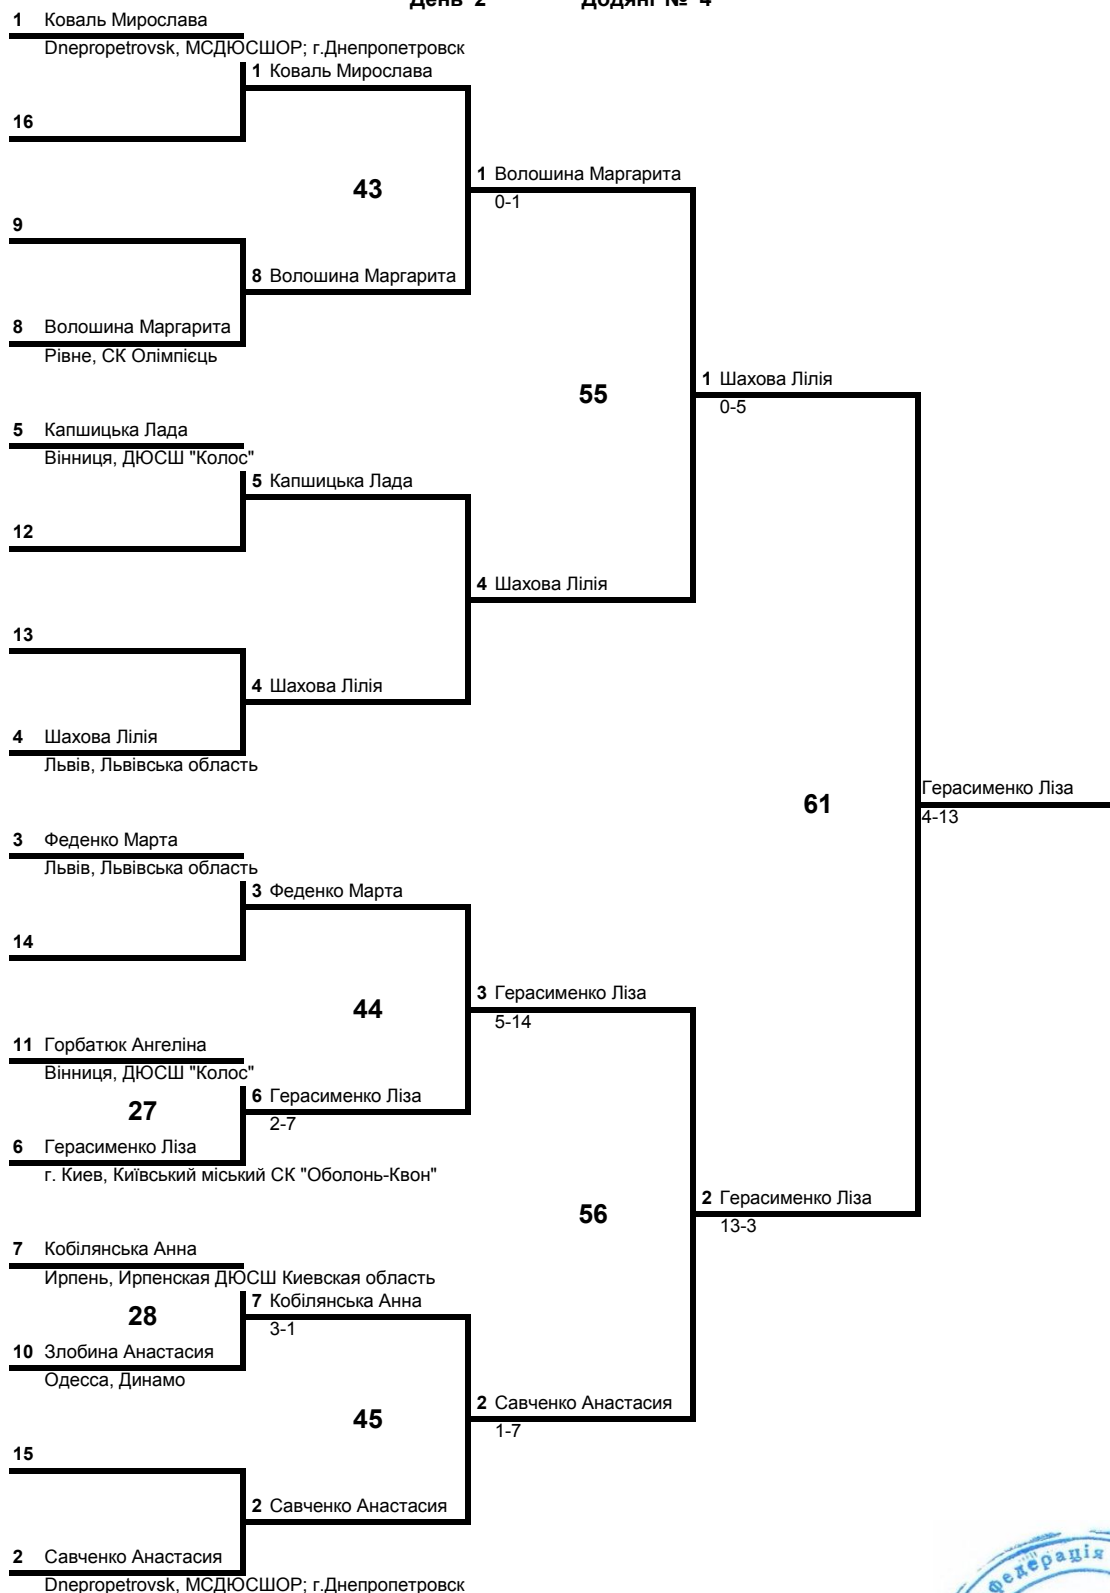 День 2 Додянг № 4
1 Коваль Мирослава
Dnepropetrovsk, МСДЮСШОР; г.Днепропетровск
1 Коваль Мирослава
16
1 Волошина Маргарита
43
0-1
9
8 Волошина Маргарита
8 Волошина Маргарита
Рівне, СК Олімпієць
1 Шахова Лілія
55
0-5
5 Капшицька Лада
Вінниця, ДЮСШ "Колос"
5 Капшицька Лада
12
4 Шахова Лілія
13
4 Шахова Лілія
4 Шахова Лілія
Львів, Львівська область
Герасименко Ліза
61
4-13
3 Феденко Марта
Львів, Львівська область
3 Феденко Марта
14
3 Герасименко Ліза
44
5-14
11 Горбатюк Ангеліна
Вінниця, ДЮСШ "Колос"
6 Герасименко Ліза
27
2-7
6 Герасименко Ліза
г. Киев, Київський міський СК "Оболонь-Квон"
2 Герасименко Ліза
56
13-3
7 Кобілянська Анна
Ирпень, Ирпенская ДЮСШ Киевская область
7 Кобілянська Анна
28
3-1
10 Злобина Анастасия
Одесса, Динамо
2 Савченко Анастасия
45
1-7
15
2 Савченко Анастасия
2 Савченко Анастасия
Dnepropetrovsk, МСДЮСШОР; г.Днепропетровск
Федерація